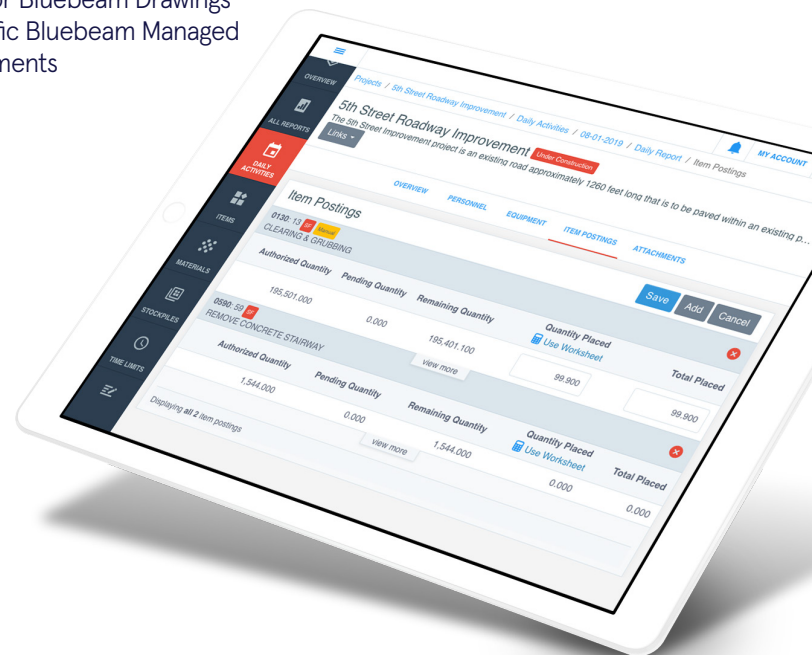 or Bluebeam Drawings
fic Bluebeam Managed
ments
OVERVIEW
ALL REPORTS
DAILY
ACTIVITIES
ITEMS
MATERIALS
STOCKPILES
TIME LIMITS
Projects / 5th Street Roadway Improvement / Daily Activities / 08-01-2019 / Daily Report / Item Postings
MY ACCOUNT
5th Street Roadway Improvement Under Construction
The 5th Street Improvement project is an existing road approximately 1260 feet long that is to be paved within an existing p...
Links
OVERVIEW PERSONNEL EQUIPMENT ITEM POSTINGS ATTACHMENTS
Item Postings
Save Add Cancel
0130: 13 SF Manual
CLEARING & GRUBBING
Authorized Quantity Pending Quantity Remaining Quantity Quantity Placed Total Placed
Use Worksheet
195,501.000 0.000 195,401.100 99.900 99.900
view more
0590: 59 SF
REMOVE CONCRETE STAIRWAY
Authorized Quantity Pending Quantity Remaining Quantity Quantity Placed Total Placed
Use Worksheet
1,544.000 0.000 1,544.000 0.000 0.000
view more
Displaying all 2 item postings